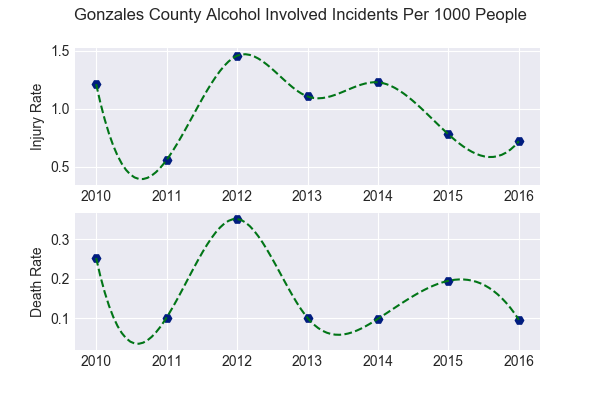 Gonzales County Alcohol Involved Incidents Per 1000 People
1.5
1.0
0.5
Injury Rate
2010 2011 2012 2013 2014 2015 2016
0.3
0.2
0.1
Death Rate
2010 2011 2012 2013 2014 2015 2016